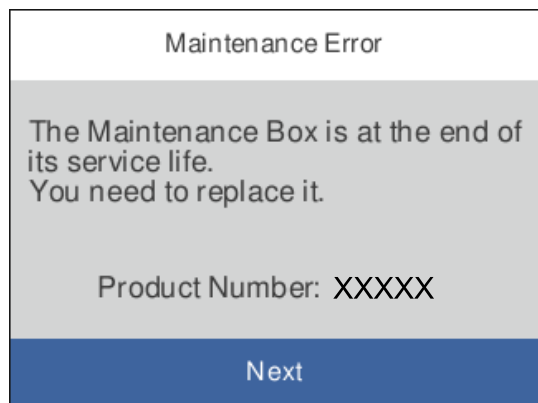 Maintenance Error
The Maintenance Box is at the end of
its service life.
You need to replace it.
Product Number: XXXXX
Next